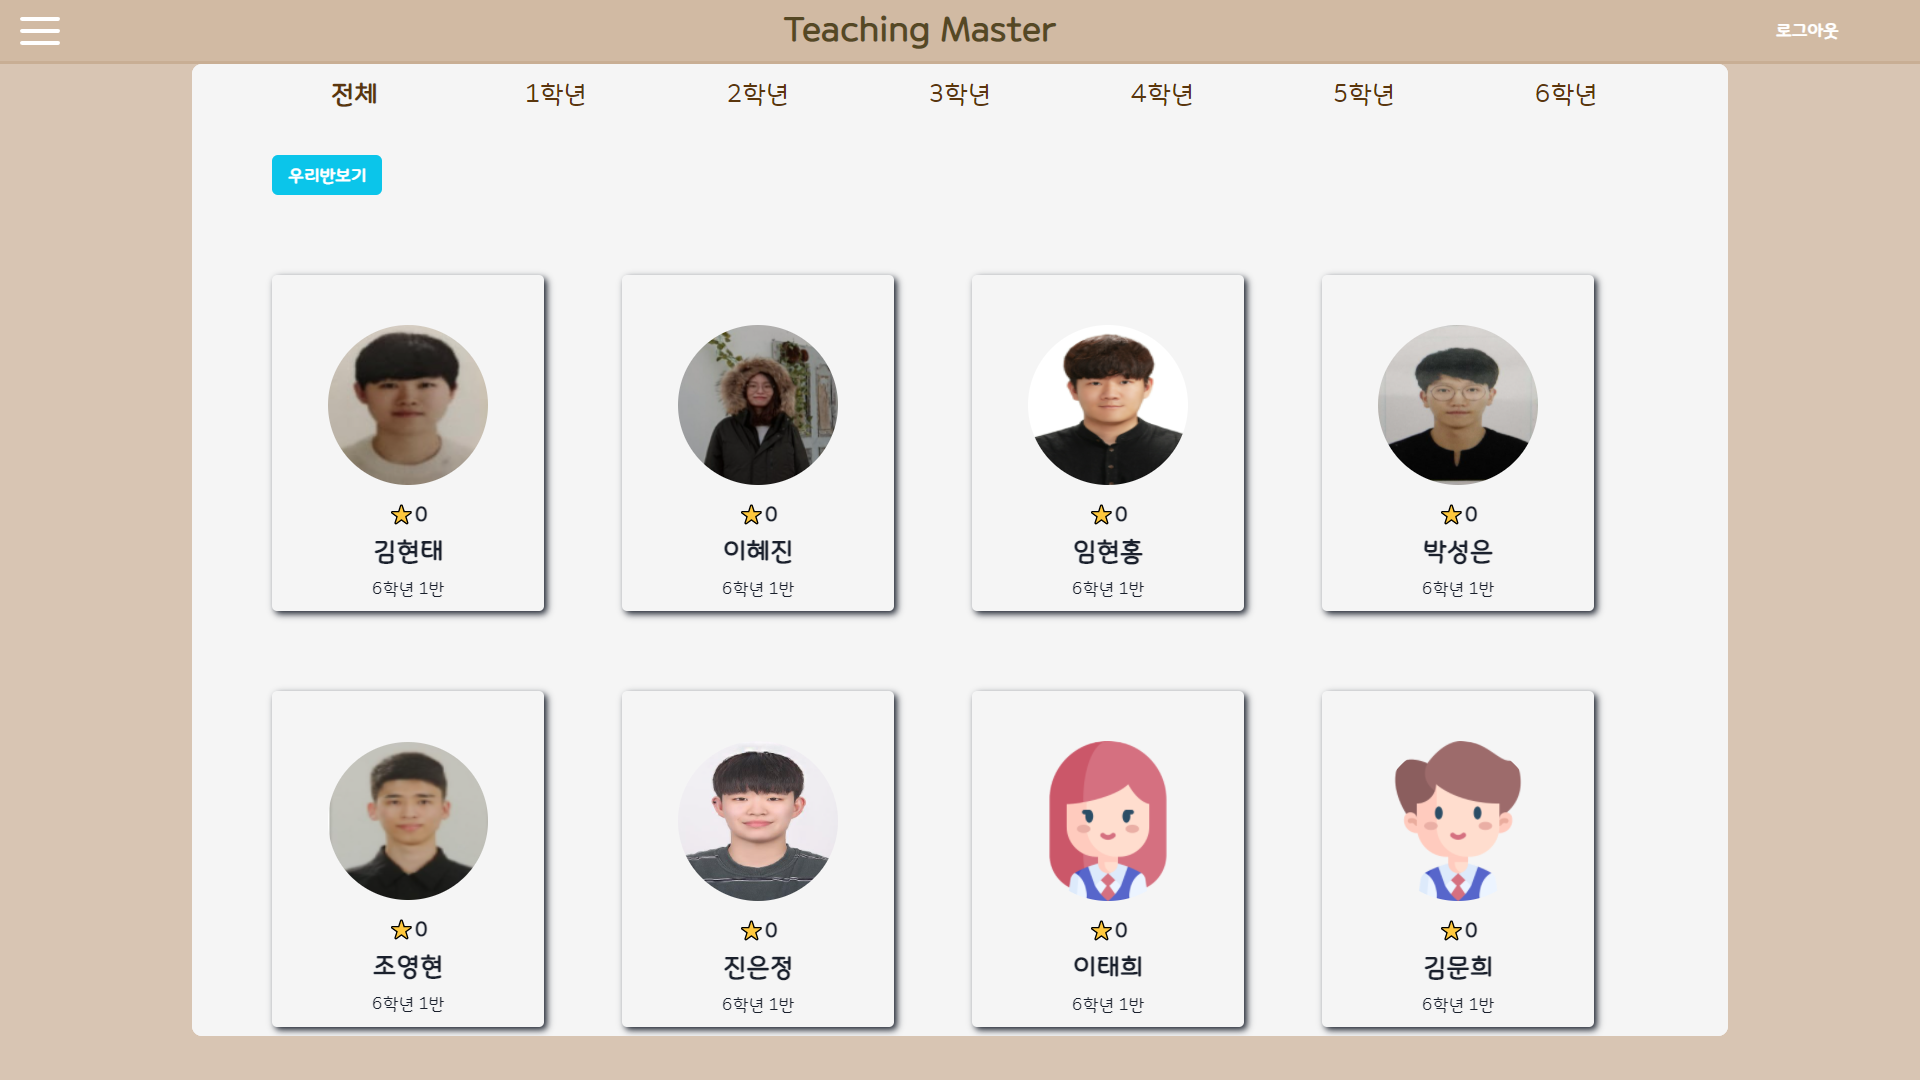 Teaching Master
로그아웃
전체 1학년 2학년 3학년 4학년 5학년 6학년
우리반보기
0 0 0 0
김현태 이혜진 임현홍 박성은
6학년 1반 6학년 1반 6학년 1반 6학년 1반
0 0 0 0
조영현 진은정 이태희 김문희
6학년 1반 6학년 1반 6학년 1반 6학년 1반